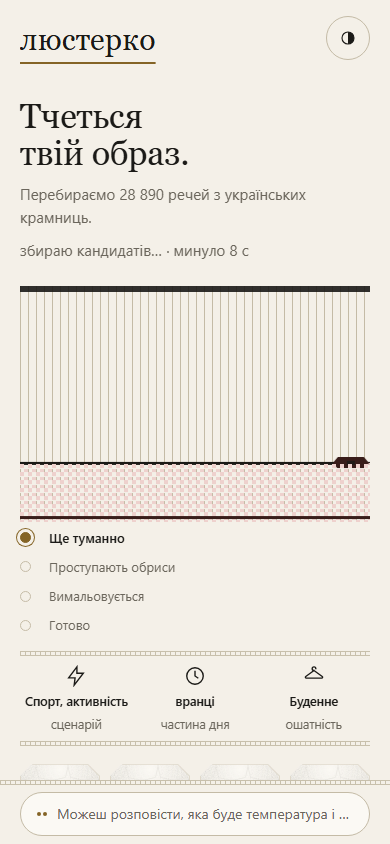 люстерко
Тчеться
твій образ.
Перебираємо 28 890 речей з українських
крамниць.
збираю кандидатів... · минуло 8 с
Ще туманно
Проступають обриси
Вимальовується
Готово
Спорт, активність
вранці
Буденне
сценарій
частина дня
ошатність
Можеш розповісти, яка буде температура і ...